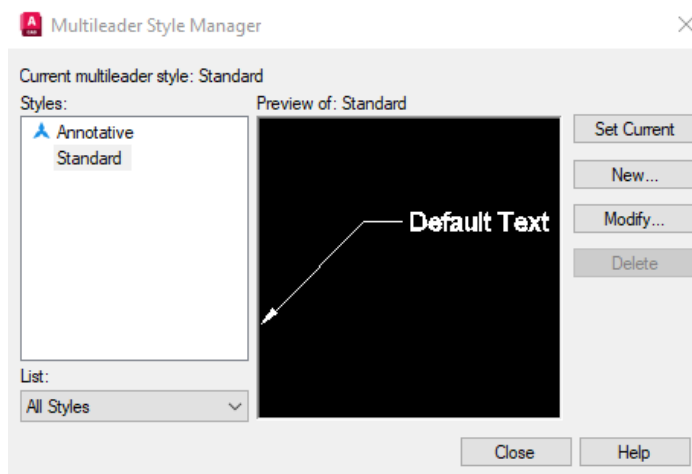 A
CAD
Multileader Style Manager
Current multileader style: Standard
Styles:
Preview of: Standard
Annotative
Standard
Default Text
Set Current
New...
Modify...
Delete
List:
All Styles
Close
Help